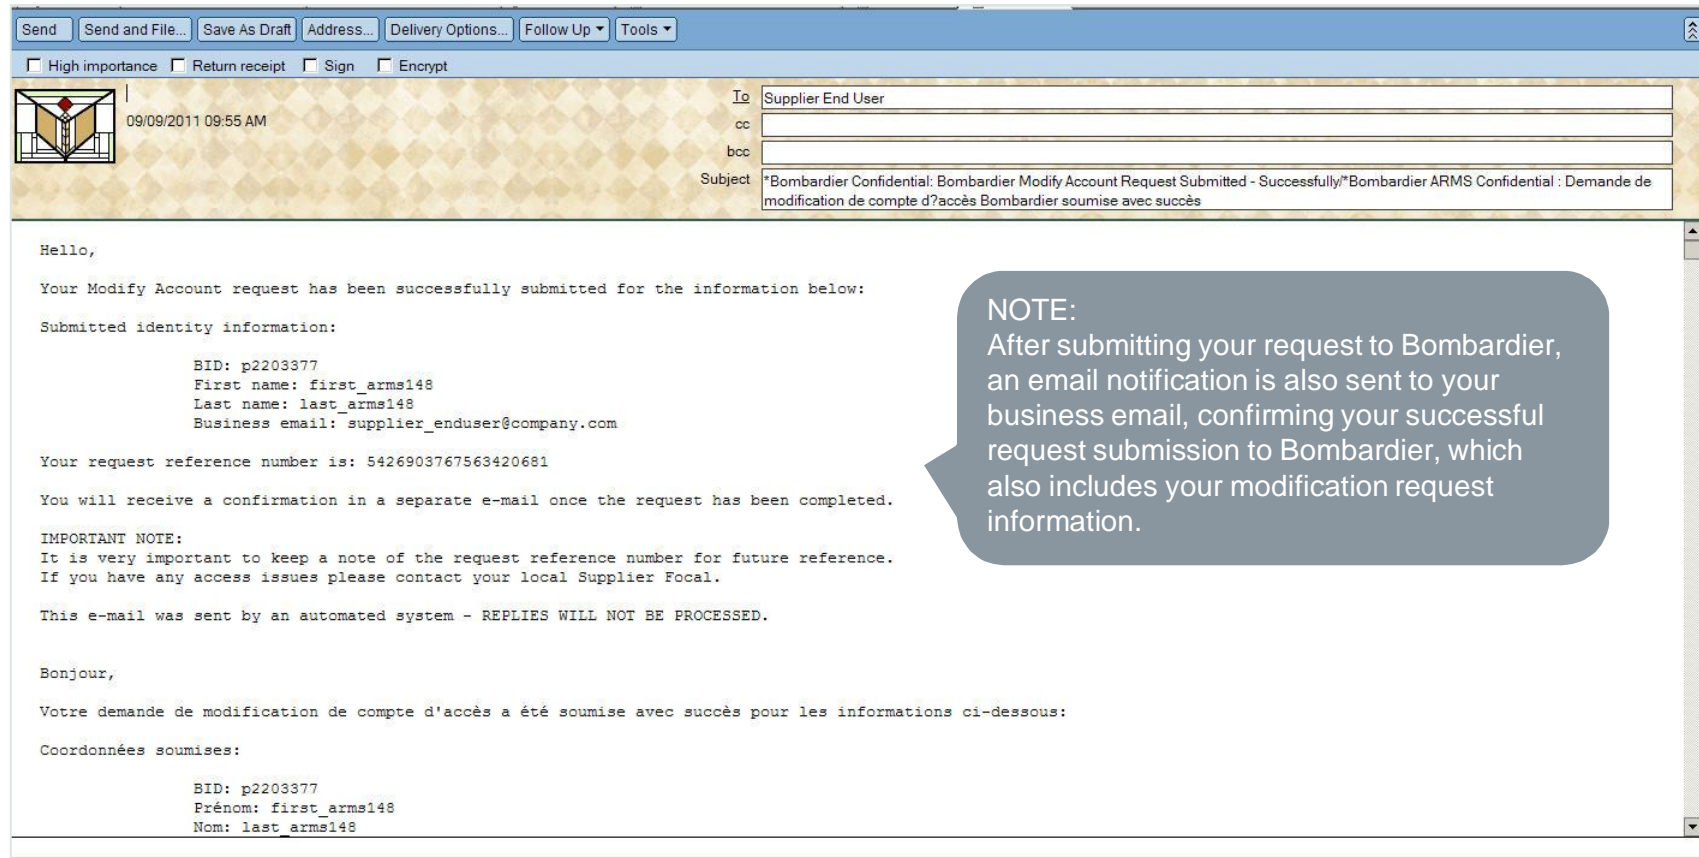 Send Send and File... Save As Draft Address... Delivery Options... Follow Up Tools
High importance Return receipt Sign Encrypt
09/09/2011 09:55 AM
To Supplier End User
cc
bcc
Subject *Bombardier Confidential: Bombardier Modify Account Request Submitted - Successfully/*Bombardier ARMS Confidential : Demande de
modification de compte d?accès Bombardier soumise avec succès
Hello,
Your Modify Account request has been successfully submitted for the information below:
Submitted identity information:
BID: p2203377
First name: first_arms148
Last name: last_arms148
Business email: supplier_enduser@company.com
Your request reference number is: 5426903767563420681
You will receive a confirmation in a separate e-mail once the request has been completed.
IMPORTANT NOTE:
It is very important to keep a note of the request reference number for future reference.
If you have any access issues please contact your local Supplier Focal.
This e-mail was sent by an automated system - REPLIES WILL NOT BE PROCESSED.
Bonjour,
Votre demande de modification de compte d'accès a été soumise avec succès pour les informations ci-dessous:
Coordonnées soumises:
BID: p2203377
Prénom: first_arms148
Nom: last_arms148
NOTE:
After submitting your request to Bombardier,
an email notification is also sent to your
business email, confirming your successful
request submission to Bombardier, which
also includes your modification request
information.